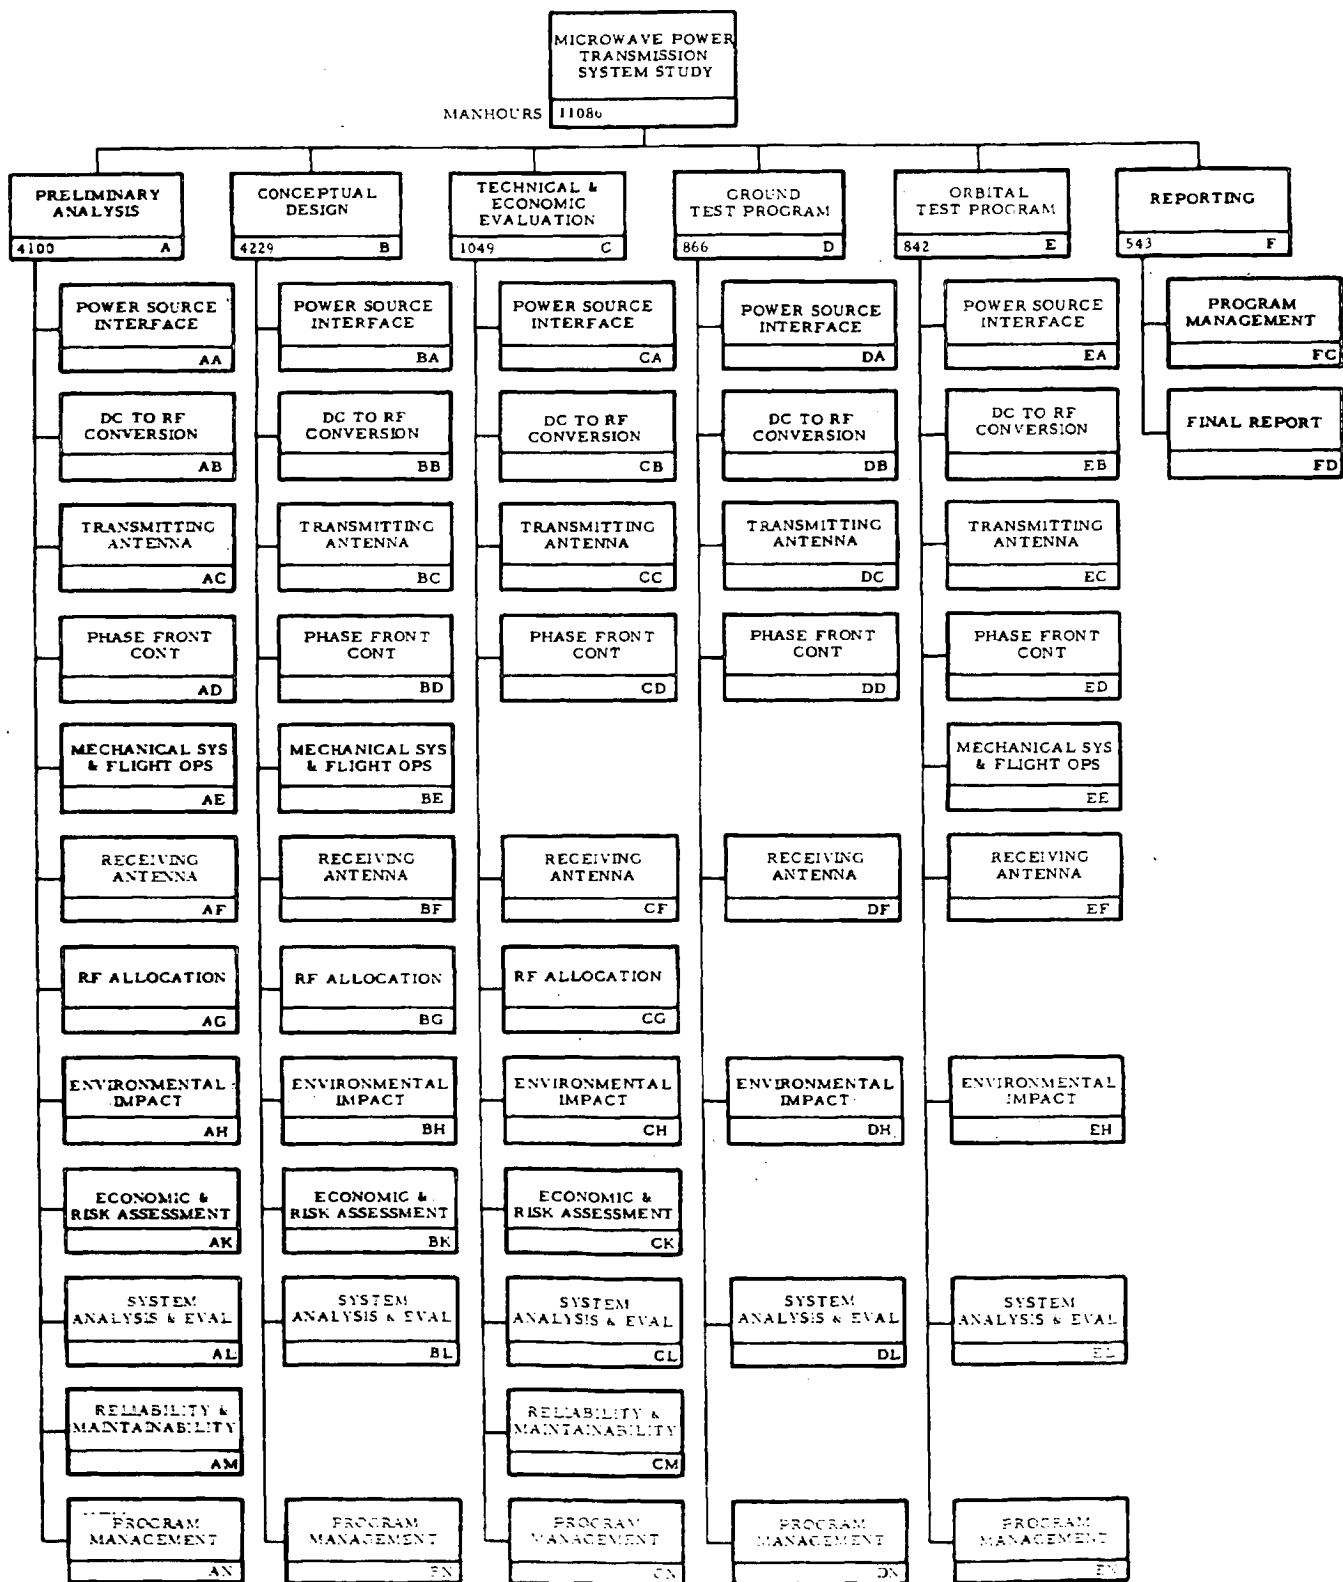 MICROWAVE POWER
TRANSMISSION
SYSTEM STUDY
MANHOURS 11086
PRELIMINARY
ANALYSIS
4100 A
POWER SOURCE
INTERFACE
AA
DC TO RF
CONVERSION
AB
TRANSMITTING
ANTENNA
AC
PHASE FRONT
CONT
AD
MECHANICAL SYS
& FLIGHT OPS
AE
RECEIVING
ANTENNA
AF
RF ALLOCATION
AG
ENVIRONMENTAL
IMPACT
AH
ECONOMIC &
RISK ASSESSMENT
AK
SYSTEM
ANALYSIS & EVAL
AL
RELIABILITY &
MAINTAINABILITY
AM
PROGRAM
MANAGEMENT
AN
CONCEPTUAL
DESIGN
4229 B
POWER SOURCE
INTERFACE
BA
DC TO RF
CONVERSION
BB
TRANSMITTING
ANTENNA
BC
PHASE FRONT
CONT
BD
MECHANICAL SYS
& FLIGHT OPS
BE
RECEIVING
ANTENNA
BF
RF ALLOCATION
BG
ENVIRONMENTAL
IMPACT
BH
ECONOMIC &
RISK ASSESSMENT
BK
SYSTEM
ANALYSIS & EVAL
BL
PROGRAM
MANAGEMENT
BN
TECHNICAL &
ECONOMIC
EVALUATION
1049 C
POWER SOURCE
INTERFACE
CA
DC TO RF
CONVERSION
CB
TRANSMITTING
ANTENNA
CC
PHASE FRONT
CONT
CD
RECEIVING
ANTENNA
CF
RF ALLOCATION
CG
ENVIRONMENTAL
IMPACT
CH
ECONOMIC &
RISK ASSESSMENT
CK
SYSTEM
ANALYSIS & EVAL
CL
RELIABILITY &
MAINTAINABILITY
CM
PROGRAM
MANAGEMENT
CN
GROUND
TEST PROGRAM
866 D
POWER SOURCE
INTERFACE
DA
DC TO RF
CONVERSION
DB
TRANSMITTING
ANTENNA
DC
PHASE FRONT
CONT
DD
RECEIVING
ANTENNA
DF
ENVIRONMENTAL
IMPACT
DH
SYSTEM
ANALYSIS & EVAL
DL
PROGRAM
MANAGEMENT
DN
ORBITAL
TEST PROGRAM
842 E
POWER SOURCE
INTERFACE
EA
DC TO RF
CONVERSION
EB
TRANSMITTING
ANTENNA
EC
PHASE FRONT
CONT
ED
MECHANICAL SYS
& FLIGHT OPS
EE
RECEIVING
ANTENNA
EF
ENVIRONMENTAL
IMPACT
EH
SYSTEM
ANALYSIS & EVAL
EL
PROGRAM
MANAGEMENT
EN
REPORTING
543 F
PROGRAM
MANAGEMENT
FC
FINAL REPORT
FD